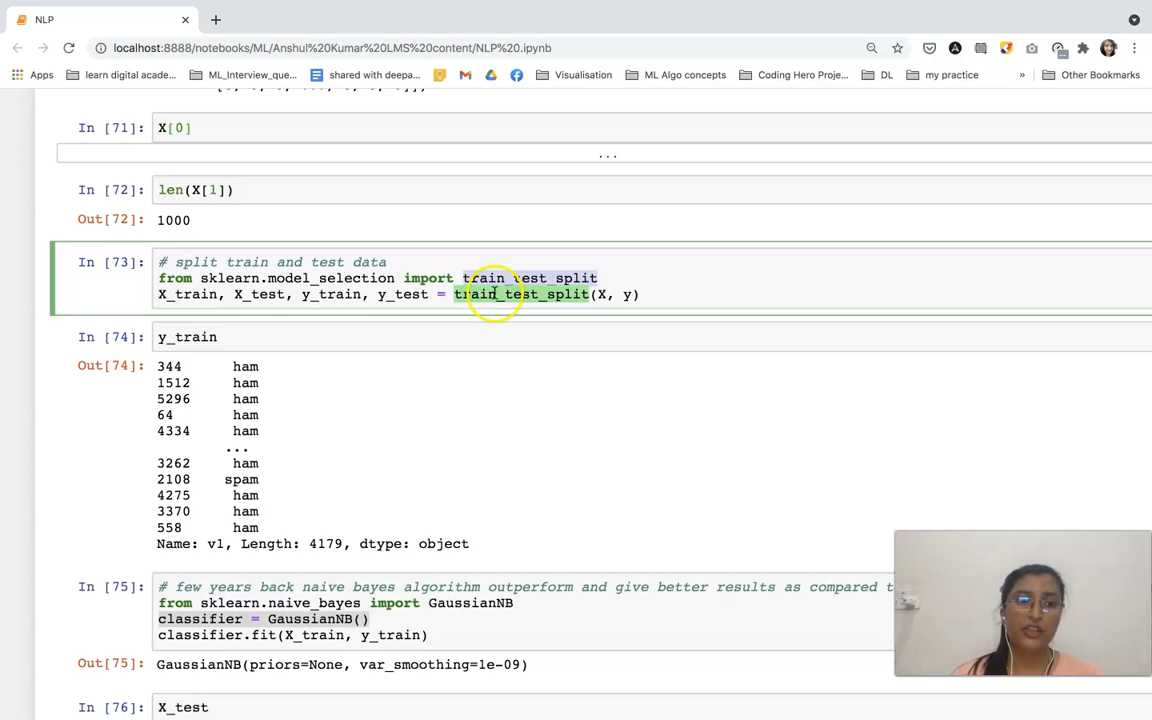 NLP
localhost:8888/notebooks/ML/Anshul%20Kumar%20LMS%20content/NLP%20.ipynb
Apps learn digital acade... ML_Interview_que... shared with deepa... Visualisation ML Algo concepts Coding Hero Proje... DL my practice » Other Bookmarks
In [71]: X[0]
...
In [72]: len(X[1])
Out[72]: 1000
In [73]: # split train and test data
from sklearn.model_selection import train_test_split
X_train, X_test, y_train, y_test = train_test_split(X, y)
In [74]: y_train
Out[74]: 344 ham
1512 ham
5296 ham
64 ham
4334 ham
...
3262 ham
2108 spam
4275 ham
3370 ham
558 ham
Name: v1, Length: 4179, dtype: object
In [75]: # few years back naive bayes algorithm outperform and give better results as compared t
from sklearn.naive_bayes import GaussianNB
classifier = GaussianNB()
classifier.fit(X_train, y_train)
Out[75]: GaussianNB(priors=None, var_smoothing=1e-09)
In [76]: X_test